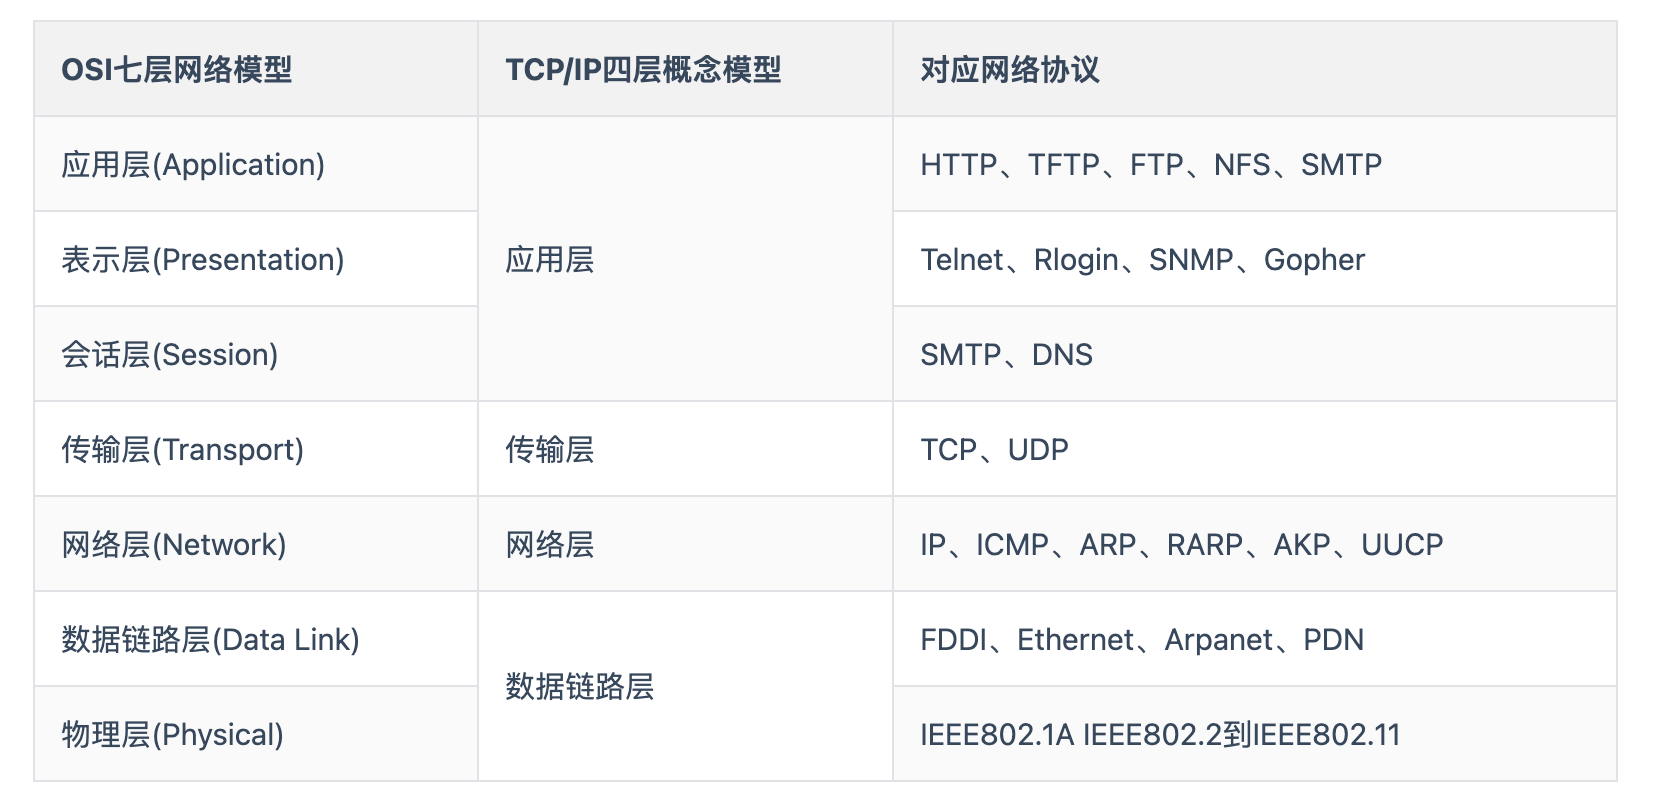 OSI七层网络模型 TCP/IP四层概念模型 对应网络协议
应用层(Application) HTTP、TFTP、FTP、NFS、SMTP
表示层(Presentation) 应用层 Telnet、Rlogin、SNMP、Gopher
会话层(Session) SMTP、DNS
传输层(Transport) 传输层 TCP、UDP
网络层(Network) 网络层 IP、ICMP、ARP、RARP、AKP、UUCP
数据链路层(Data Link) FDDI、Ethernet、Arpanet、PDN
数据链路层
物理层(Physical) IEEE802.1A IEEE802.2到IEEE802.11